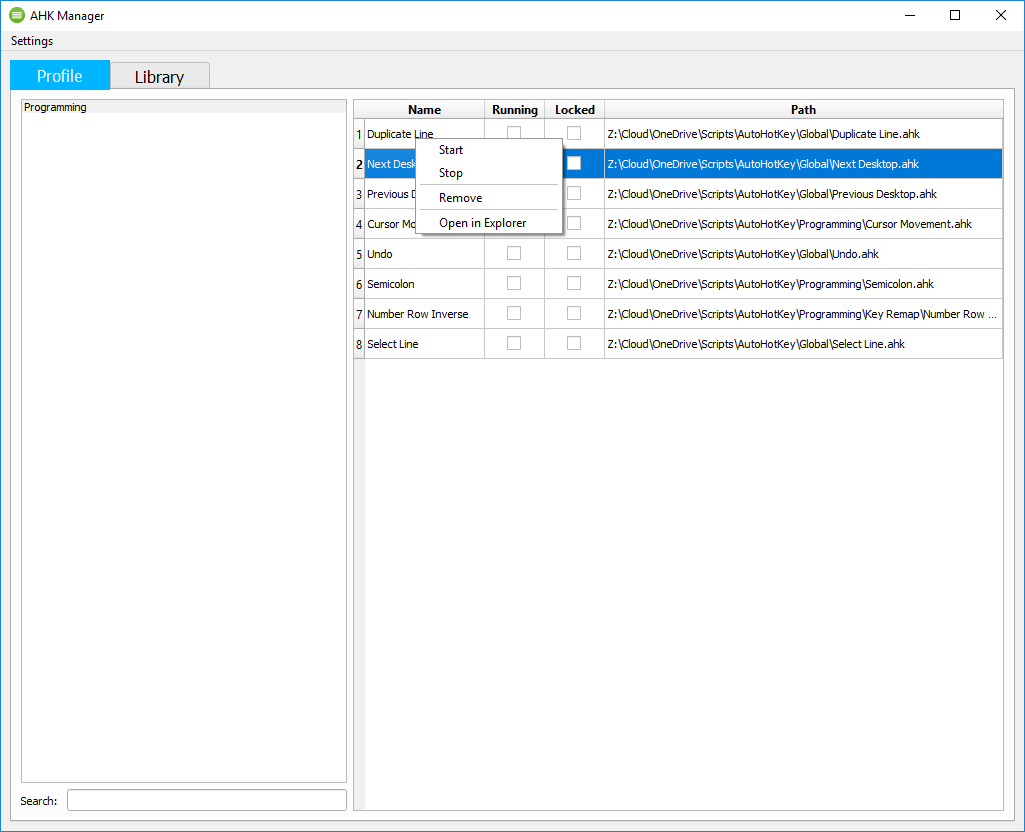 AHK Manager
Settings
Profile Library
Programming
Name Running Locked Path
1 Duplicate Line Z:\Cloud\OneDrive\Scripts\AutoHotKey\Global\Duplicate Line.ahk
Start
2 Next Desk Z:\Cloud\OneDrive\Scripts\AutoHotKey\Global\Next Desktop.ahk
Stop
3 Previous D Z:\Cloud\OneDrive\Scripts\AutoHotKey\Global\Previous Desktop.ahk
Remove
4 Cursor Mo Z:\Cloud\OneDrive\Scripts\AutoHotKey\Programming\Cursor Movement.ahk
Open in Explorer
5 Undo Z:\Cloud\OneDrive\Scripts\AutoHotKey\Global\Undo.ahk
6 Semicolon Z:\Cloud\OneDrive\Scripts\AutoHotKey\Programming\Semicolon.ahk
7 Number Row Inverse Z:\Cloud\OneDrive\Scripts\AutoHotKey\Programming\Key Remap\Number Row ...
8 Select Line Z:\Cloud\OneDrive\Scripts\AutoHotKey\Global\Select Line.ahk
Search: